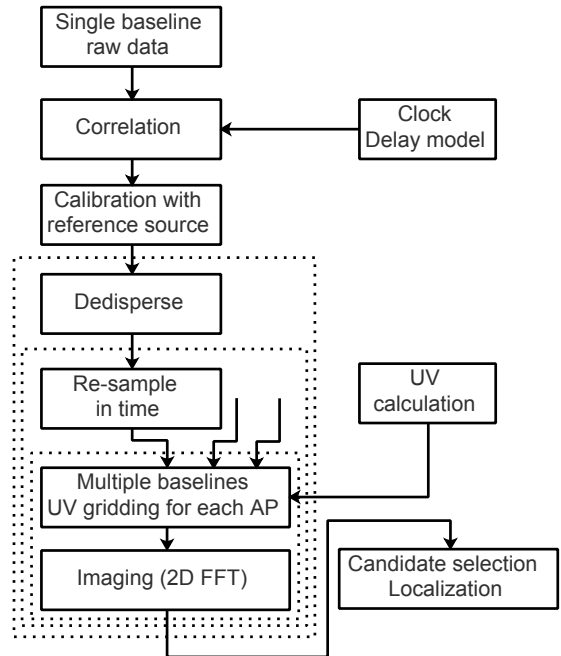 Single baseline
raw data
Correlation
Clock
Delay model
Calibration with
reference source
Dedisperse
Re-sample
in time
UV
calculation
Multiple baselines
UV gridding for each AP
Imaging (2D FFT)
Candidate selection
Localization